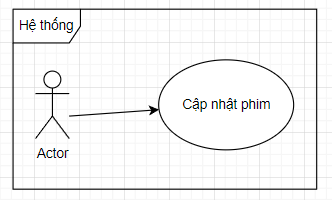 Hệ thống
Cập nhật phim
Actor